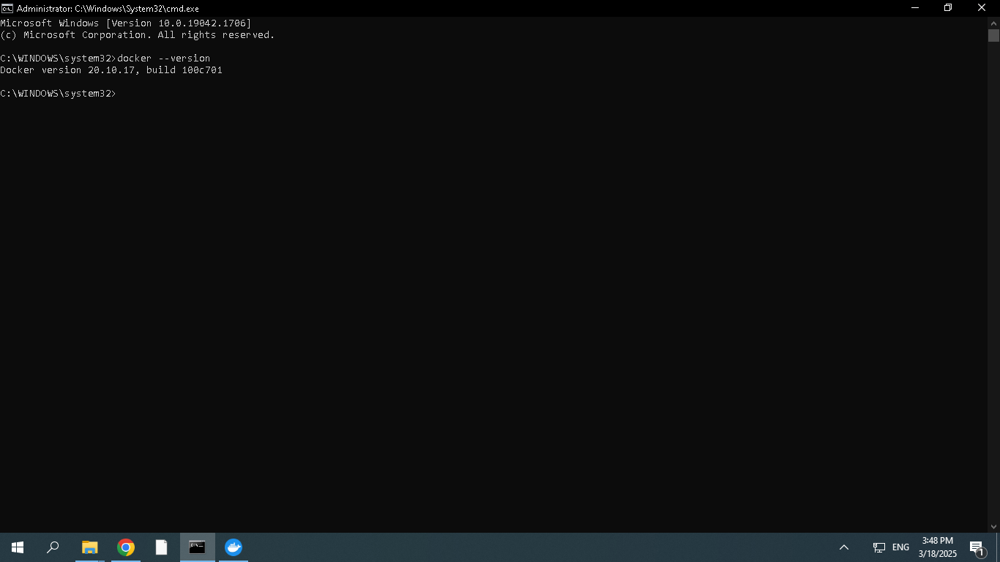 Administrator: C:\Windows\System32\cmd.exe
Microsoft Windows [Version 10.0.19042.1706]
(c) Microsoft Corporation. All rights reserved.
C:\WINDOWS\system32>docker --version
Docker version 20.10.17, build 100c701
C:\WINDOWS\system32>
ENG
3:48 PM
3/18/2025
1